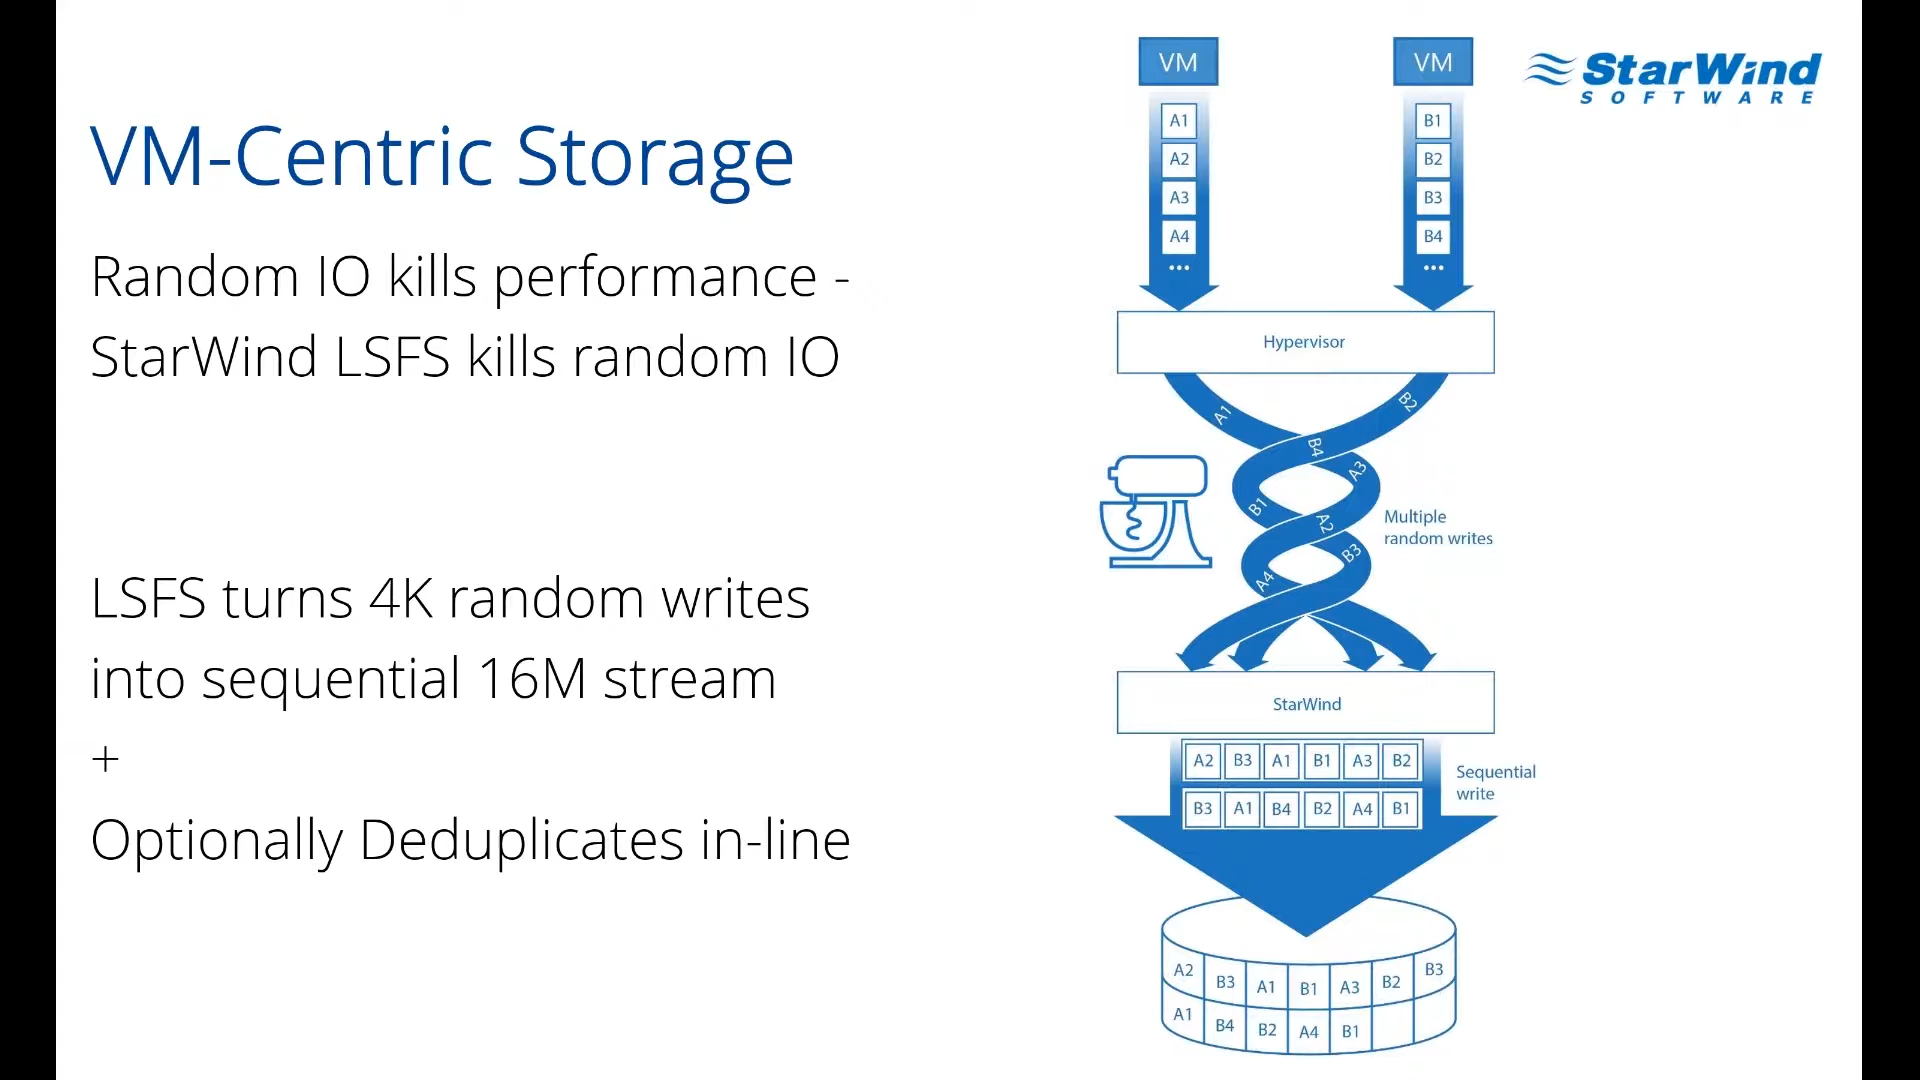 VM-Centric Storage
Random IO kills performance -
StarWind LSFS kills random IO
LSFS turns 4K random writes
into sequential 16M stream
+
Optionally Deduplicates in-line
StarWind
SOFTWARE
VM VM
A1 B1
A2 B2
A3 B3
A4 B4
... ...
Hypervisor
A1 B2
B4
A3
B1
A2
B3
A4
Multiple
random writes
StarWind
A2 B3 A1 B1 A3 B2
B3 A1 B4 B2 A4 B1
Sequential
write
A2 B3 A1 B1 A3 B2 B3
A1 B4 B2 A4 B1